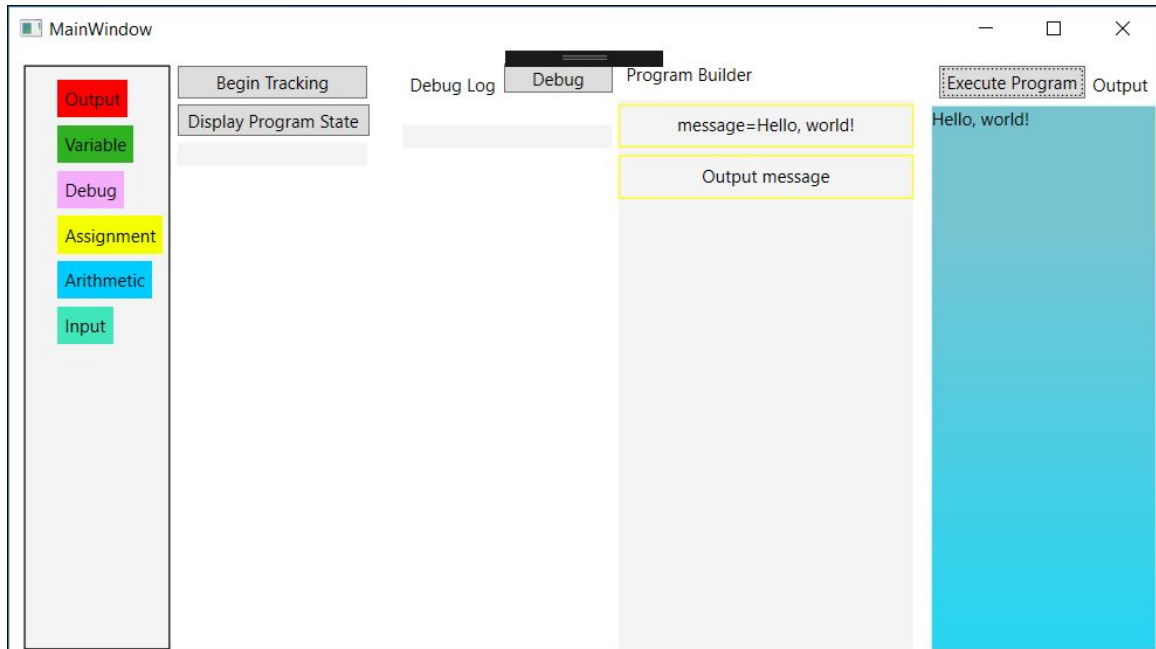 MainWindow
Output
Variable
Debug
Assignment
Arithmetic
Input
Begin Tracking
Display Program State
Debug Log
Debug
Program Builder
message=Hello, world!
Output message
Execute Program
Output
Hello, world!